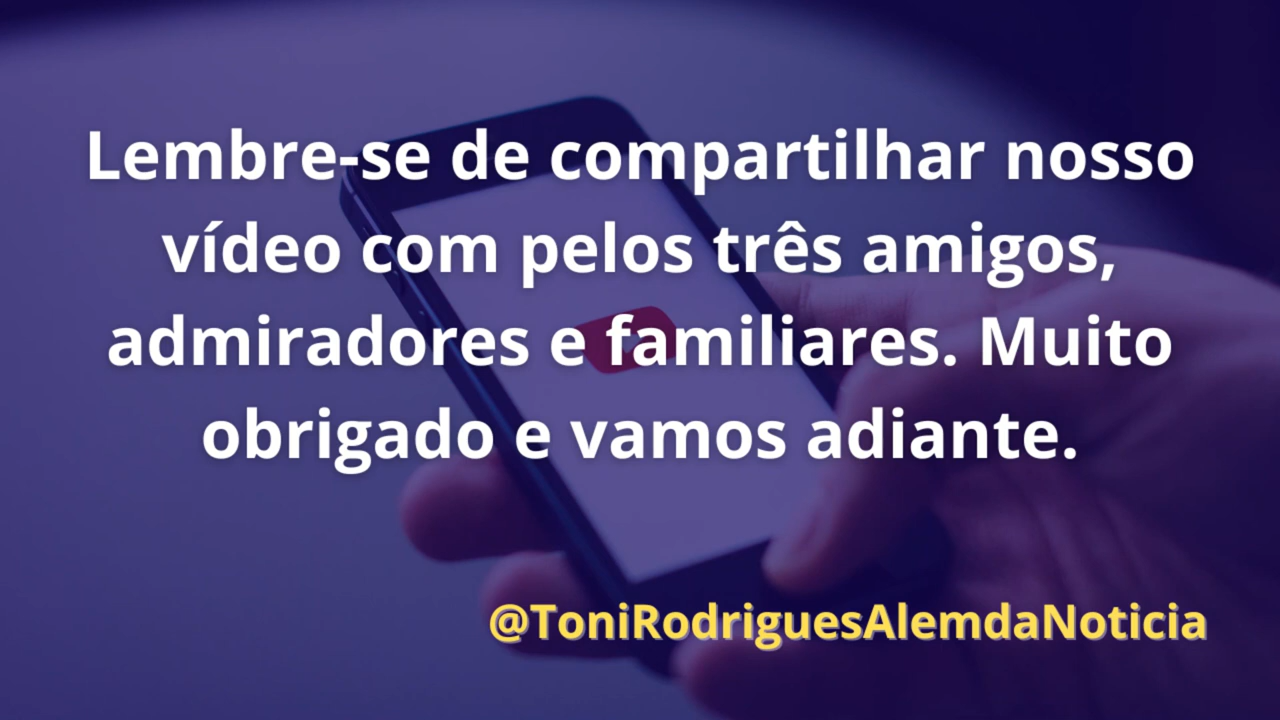 Lembre-se de compartilhar nosso
vídeo com pelos três amigos,
admiradores e familiares. Muito
obrigado e vamos adiante.
@ToniRodriguesAlemdaNoticia